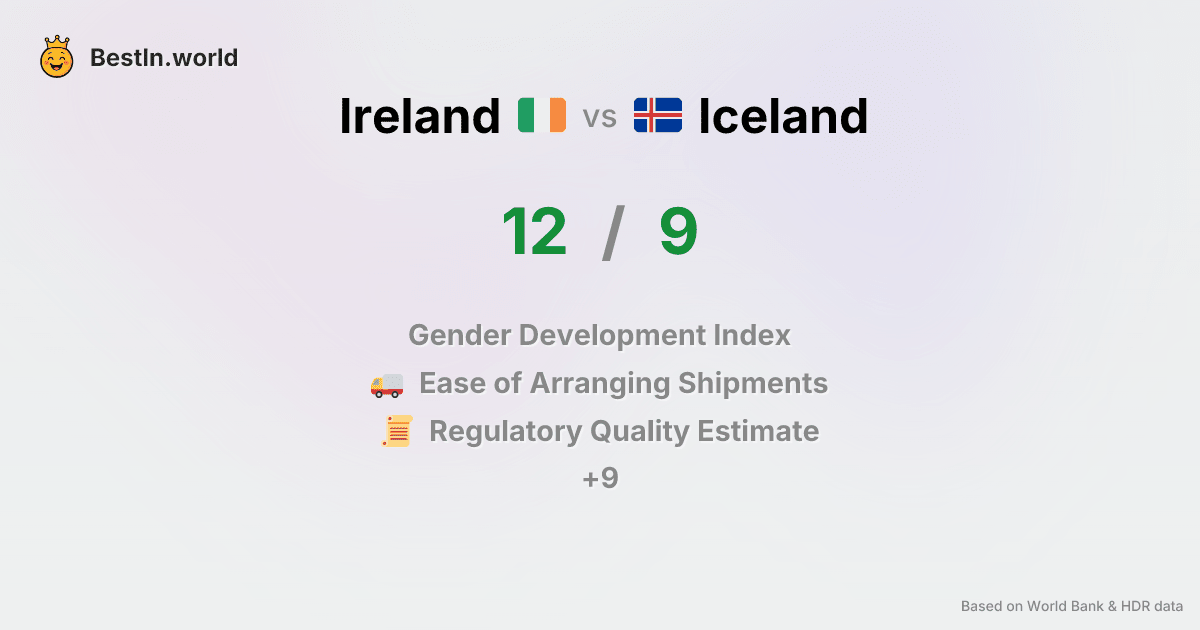 BestIn.world
Ireland vs Iceland
12 / 9
Gender Development Index
Ease of Arranging Shipments
Regulatory Quality Estimate
+9
Based on World Bank & HDR data